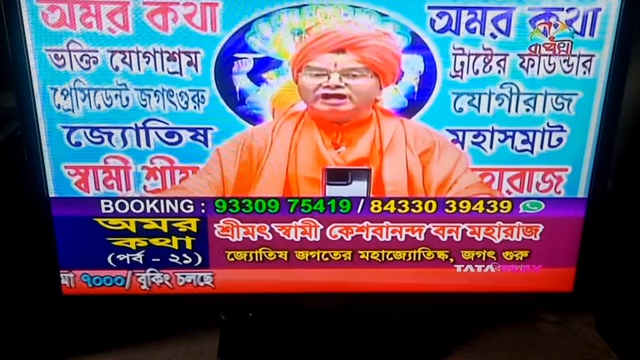 অমর কথা
অমর কথা
ভক্তি যোগাশ্রম
ট্রাষ্টের ফাউন্ডার
প্রেসিডেন্ট জগৎগুরু
যোগীরাজ
জ্যোতিষ
মহাসম্রাট
স্বামী শ্রীম
হারাজ
BOOKING : 93309 75419 / 84330 39439
অমর
কথা
(পর্ব - ২১)
শ্রীমৎ স্বামী কেশবানন্দ বন মহারাজ
জ্যোতিষ জগতের মহাজ্যোতিষ্ক, জগৎ গুরু
৭০০০/ বুকিং চলছে